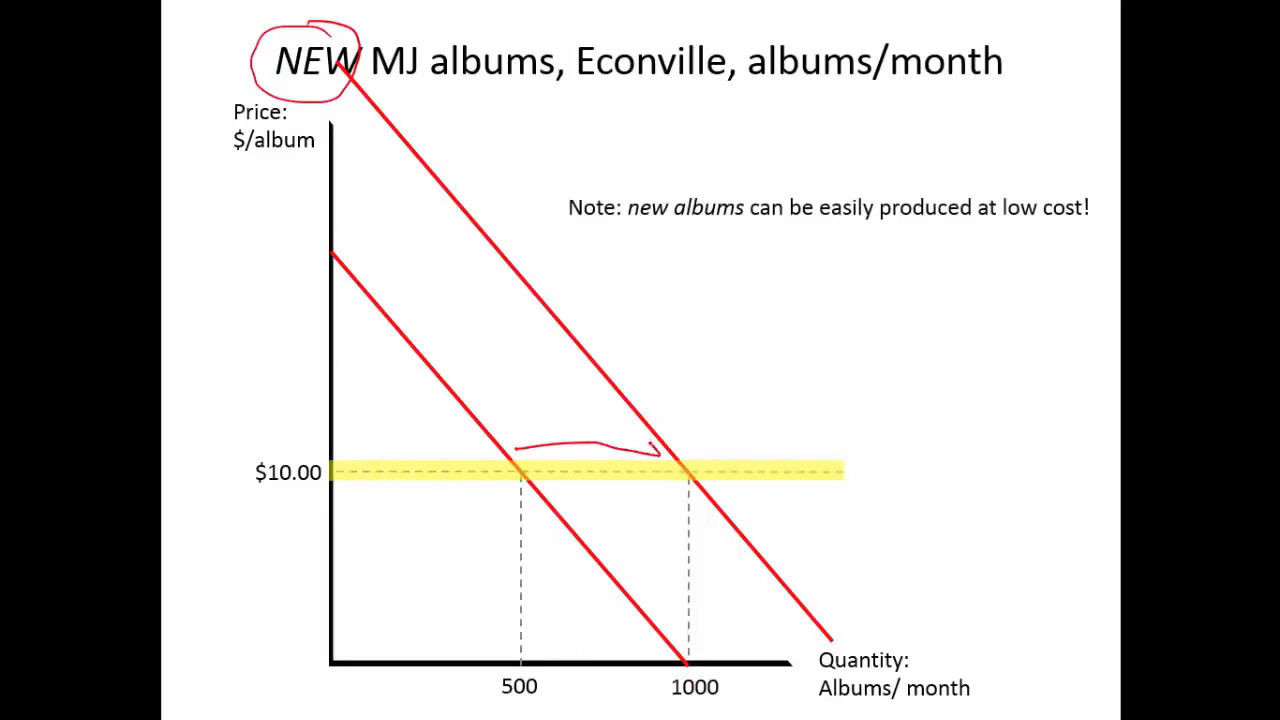 NEW MJ albums, Econville, albums/month
Price:
$/album
Note: new albums can be easily produced at low cost!
$10.00
500
1000
Quantity:
Albums/ month